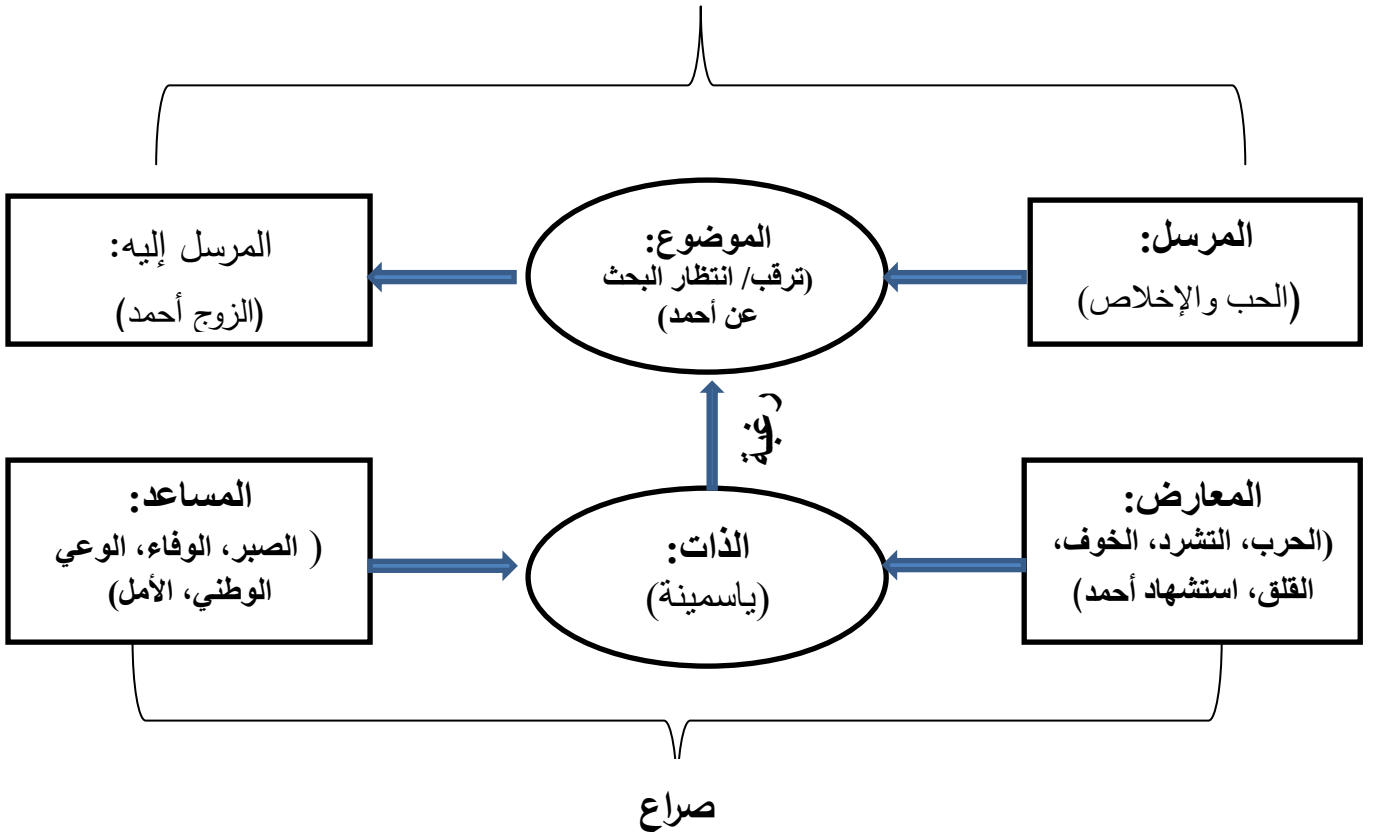 المرسل:
(الحب والإخلاص)
الموضوع:
(ترقب/ انتظار البحث
عن أحمد)
المرسل إليه:
(الزوج أحمد)
رغبة
المعارض:
(الحرب، التشرد، الخوف،
القلق، استشهاد أحمد)
الذات:
(ياسمينة)
المساعد:
( الصبر، الوفاء، الوعي
الوطني، الأمل)
صراع